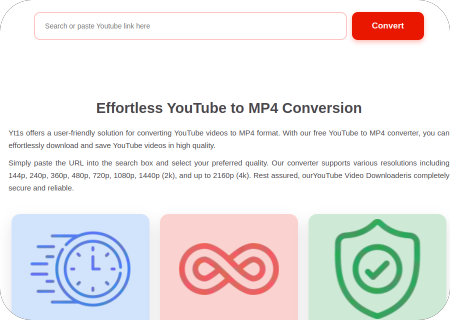 Search or paste Youtube link here
Convert
Effortless YouTube to MP4 Conversion
Yt1s offers a user-friendly solution for converting YouTube videos to MP4 format. With our free YouTube to MP4 converter, you can
effortlessly download and save YouTube videos in high quality.
Simply paste the URL into the search box and select your preferred quality. Our converter supports various resolutions including
144p, 240p, 360p, 480p, 720p, 1080p, 1440p (2k), and up to 2160p (4k). Rest assured, ourYouTube Video Downloaderis completely
secure and reliable.